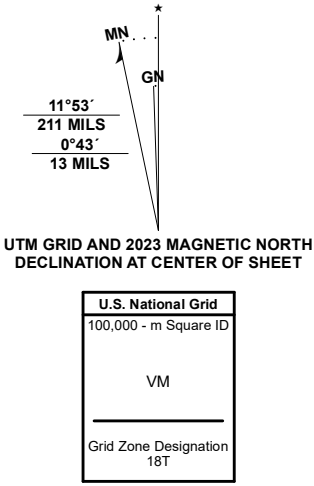 ★
MN
GN
11°53´
211 MILS
0°43´
13 MILS
UTM GRID AND 2023 MAGNETIC NORTH
DECLINATION AT CENTER OF SHEET
U.S. National Grid
100,000 - m Square ID
VM
Grid Zone Designation
18T